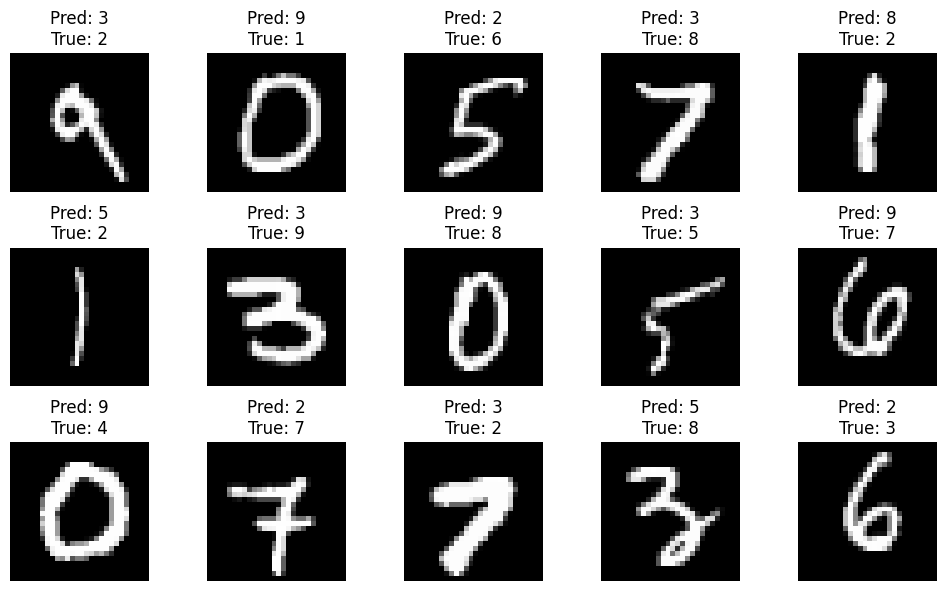 Pred: 3 Pred: 9 Pred: 2 Pred: 3 Pred: 8
True: 2 True: 1 True: 6 True: 8 True: 2
9 0 5 7 1
Pred: 5 Pred: 3 Pred: 9 Pred: 3 Pred: 9
True: 2 True: 9 True: 8 True: 5 True: 7
1 3 0 5 6
Pred: 9 Pred: 2 Pred: 3 Pred: 5 Pred: 2
True: 4 True: 7 True: 2 True: 8 True: 3
0 7 7 3 6